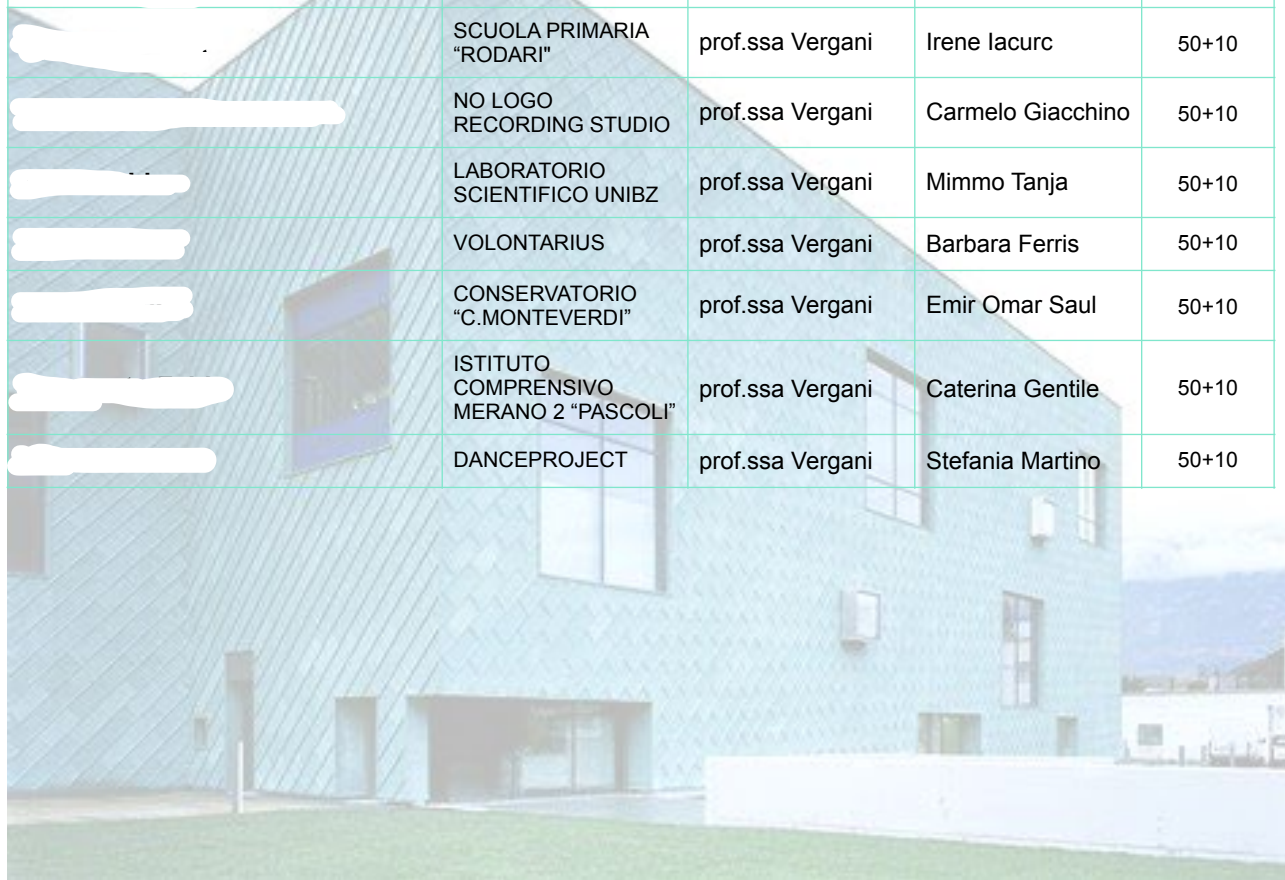 SCUOLA PRIMARIA
“RODARI"
prof.ssa Vergani
Irene Iacurc
50+10
NO LOGO
RECORDING STUDIO
prof.ssa Vergani
Carmelo Giacchino
50+10
LABORATORIO
SCIENTIFICO UNIBZ
prof.ssa Vergani
Mimmo Tanja
50+10
VOLONTARIUS
prof.ssa Vergani
Barbara Ferris
50+10
CONSERVATORIO
“C.MONTEVERDI”
prof.ssa Vergani
Emir Omar Saul
50+10
ISTITUTO
COMPRENSIVO
MERANO 2 “PASCOLI”
prof.ssa Vergani
Caterina Gentile
50+10
DANCEPROJECT
prof.ssa Vergani
Stefania Martino
50+10